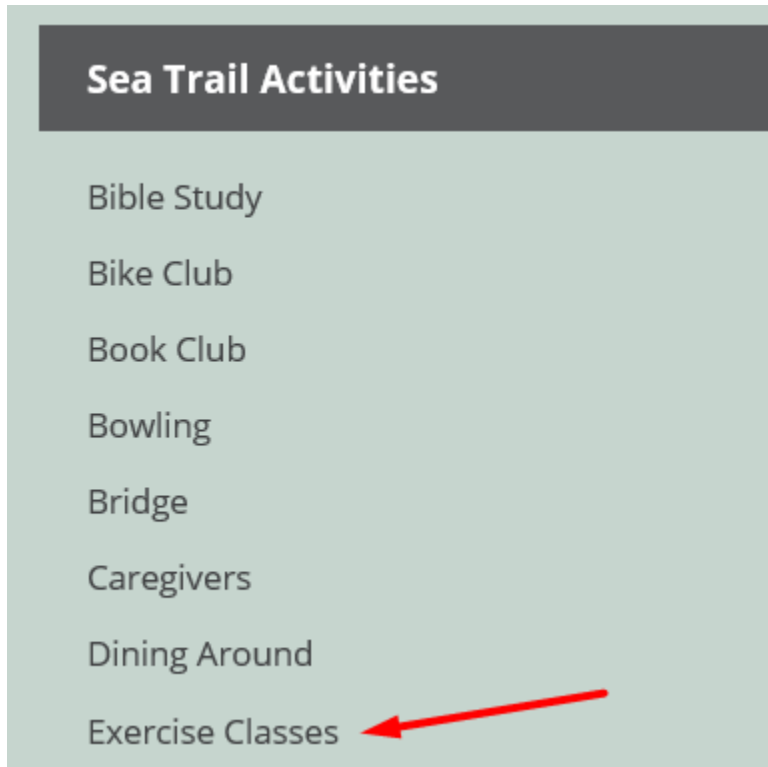 Sea Trail Activities
Bible Study
Bike Club
Book Club
Bowling
Bridge
Caregivers
Dining Around
Exercise Classes